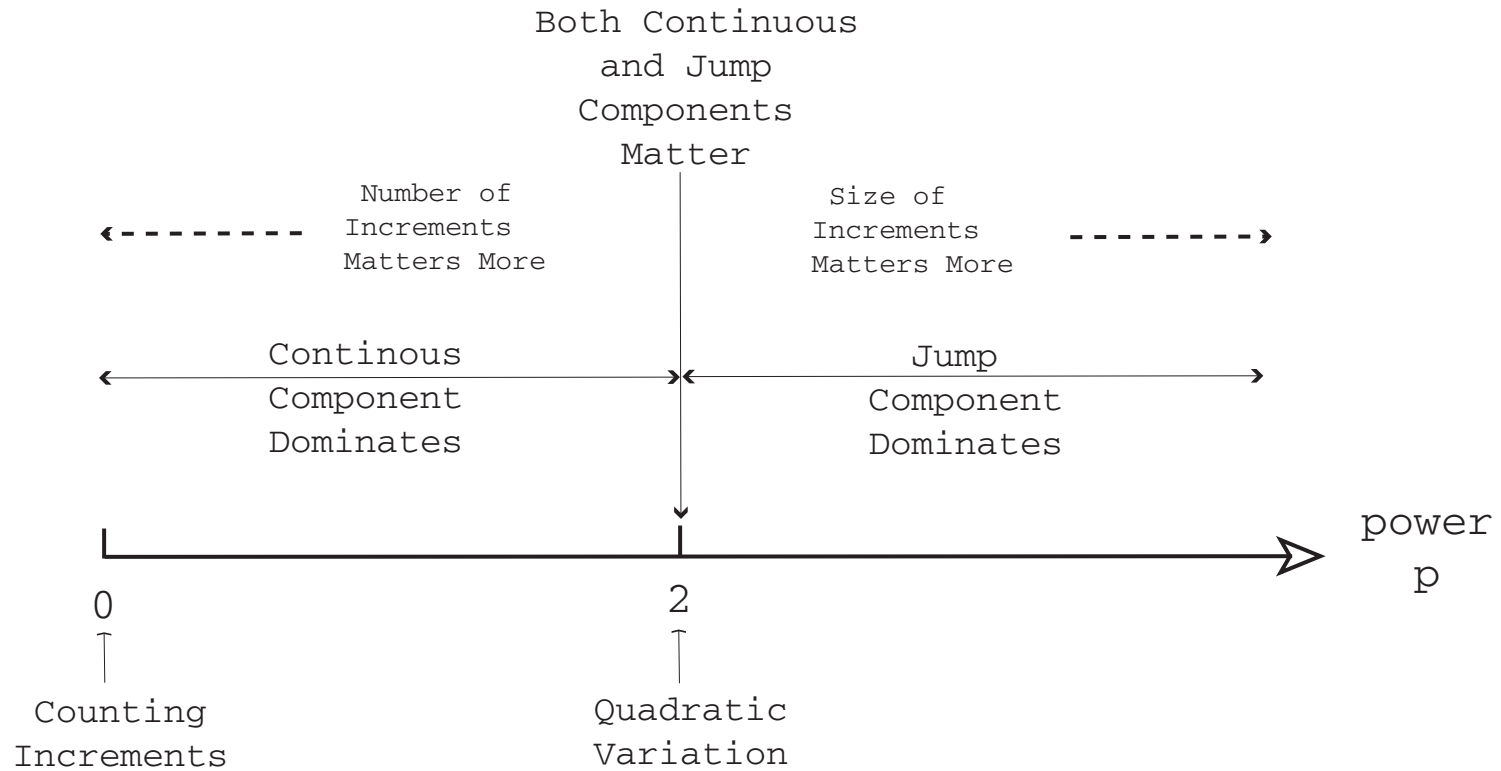 Both Continuous
and Jump
Components
Matter
Number of
Increments
Matters More
Size of
Increments
Matters More
Continous
Component
Dominates
Jump
Component
Dominates
power
p
0
2
Counting
Increments
Quadratic
Variation